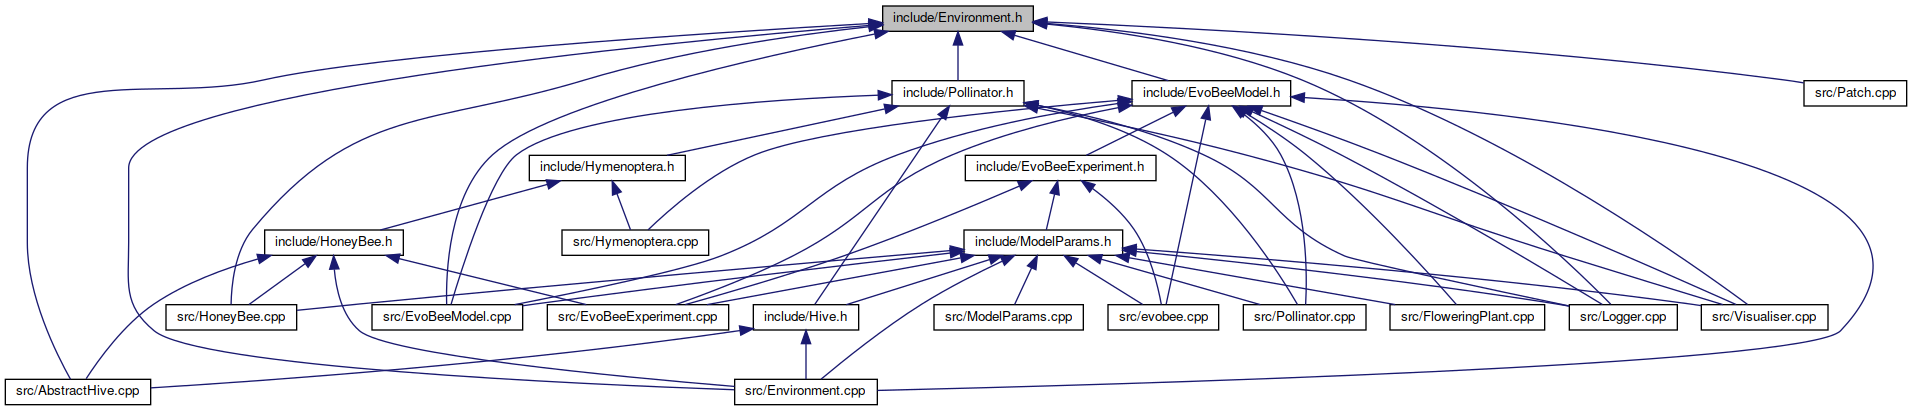 include/Environment.h
include/Pollinator.h
include/EvoBeeModel.h
src/Patch.cpp
include/Hymenoptera.h
include/EvoBeeExperiment.h
include/HoneyBee.h
src/Hymenoptera.cpp
include/ModelParams.h
src/HoneyBee.cpp
src/EvoBeeModel.cpp
src/EvoBeeExperiment.cpp
include/Hive.h
src/ModelParams.cpp
src/evobee.cpp
src/Pollinator.cpp
src/FloweringPlant.cpp
src/Logger.cpp
src/Visualiser.cpp
src/AbstractHive.cpp
src/Environment.cpp